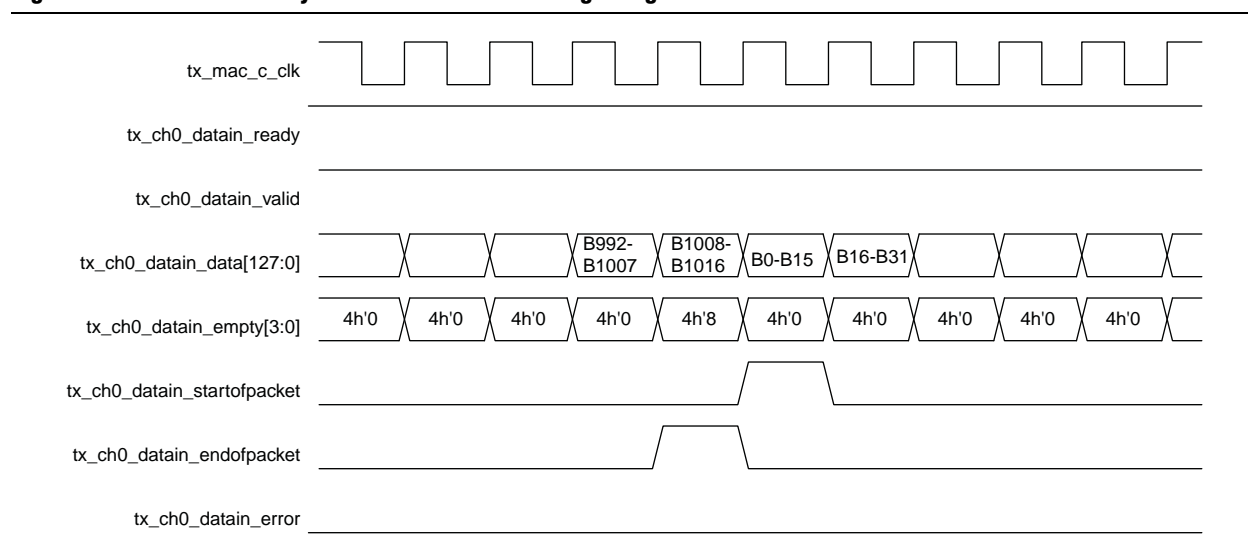 tx_mac_c_clk
tx_ch0_datain_ready
tx_ch0_datain_valid
tx_ch0_datain_data[127:0]
B992-
B1007
B1008-
B1016
B0-B15
B16-B31
tx_ch0_datain_empty[3:0]
4h'0 4h'0 4h'0 4h'0 4h'8 4h'0 4h'0 4h'0 4h'0 4h'0
tx_ch0_datain_startofpacket
tx_ch0_datain_endofpacket
tx_ch0_datain_error